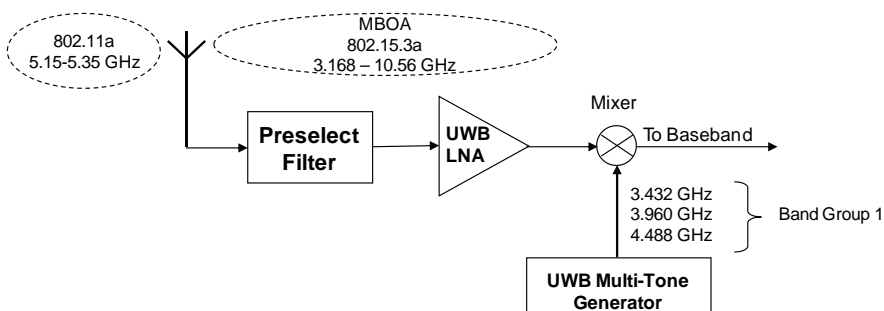 802.11a
5.15-5.35 GHz
MBOA
802.15.3a
3.168 – 10.56 GHz
Mixer
Preselect
Filter
UWB
LNA
To Baseband
3.432 GHz
3.960 GHz
4.488 GHz
Band Group 1
UWB Multi-Tone
Generator